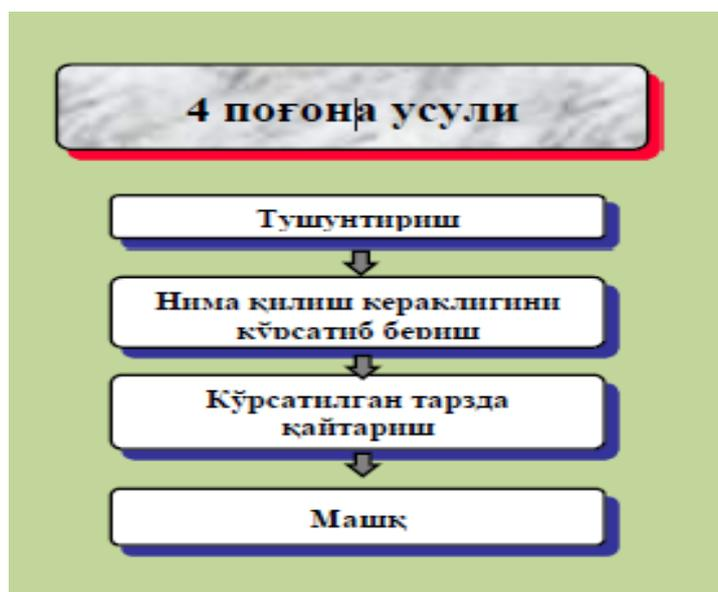 4 поғона усули
Тушунтириш
Нима қилиш кераклигини
кўрсатиб бериш
Кўрсатилган тарзда
қайтариш
Машқ